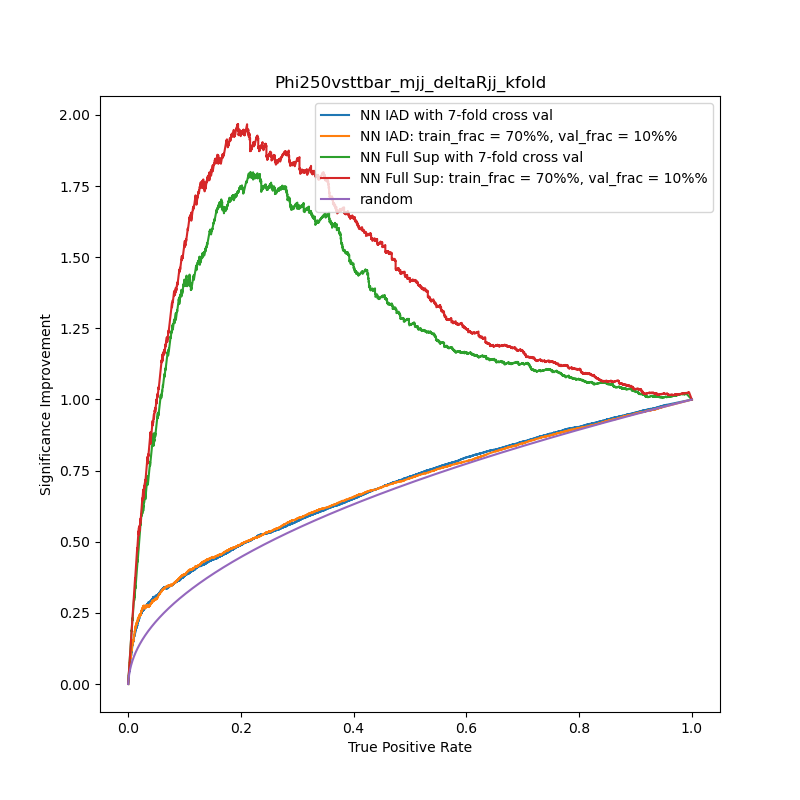 Phi250vsttbar_mjj_deltaRjj_kfold
NN IAD with 7-fold cross val
NN IAD: train_frac = 70%%, val_frac = 10%%
NN Full Sup with 7-fold cross val
NN Full Sup: train_frac = 70%%, val_frac = 10%%
random
Significance Improvement
2.00
1.75
1.50
1.25
1.00
0.75
0.50
0.25
0.00
0.0 0.2 0.4 0.6 0.8 1.0
True Positive Rate